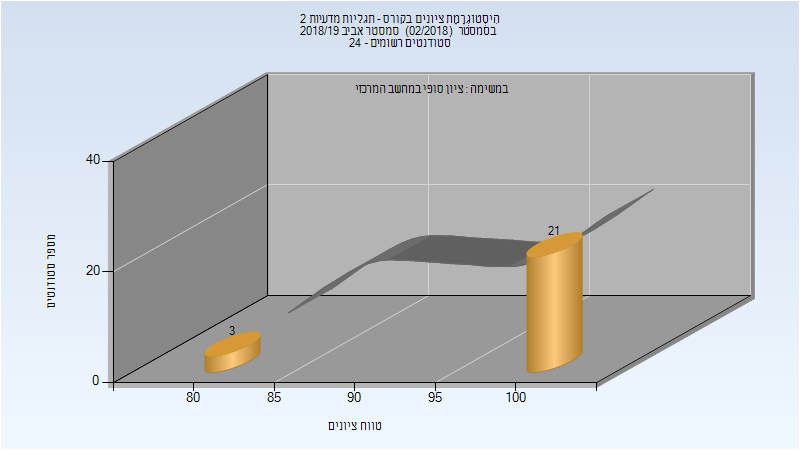 היסטוגרמת ציונים בקורס - תגליות מדעיות 2
בסמסטר (02/2018) סמסטר אביב 2018/19
סטודנטים רשומים - 24
במשימה : ציון סופי במחשב המרכזי
40
20
0
מספר סטודנטים
3
21
80
85
90
95
100
טווח ציונים